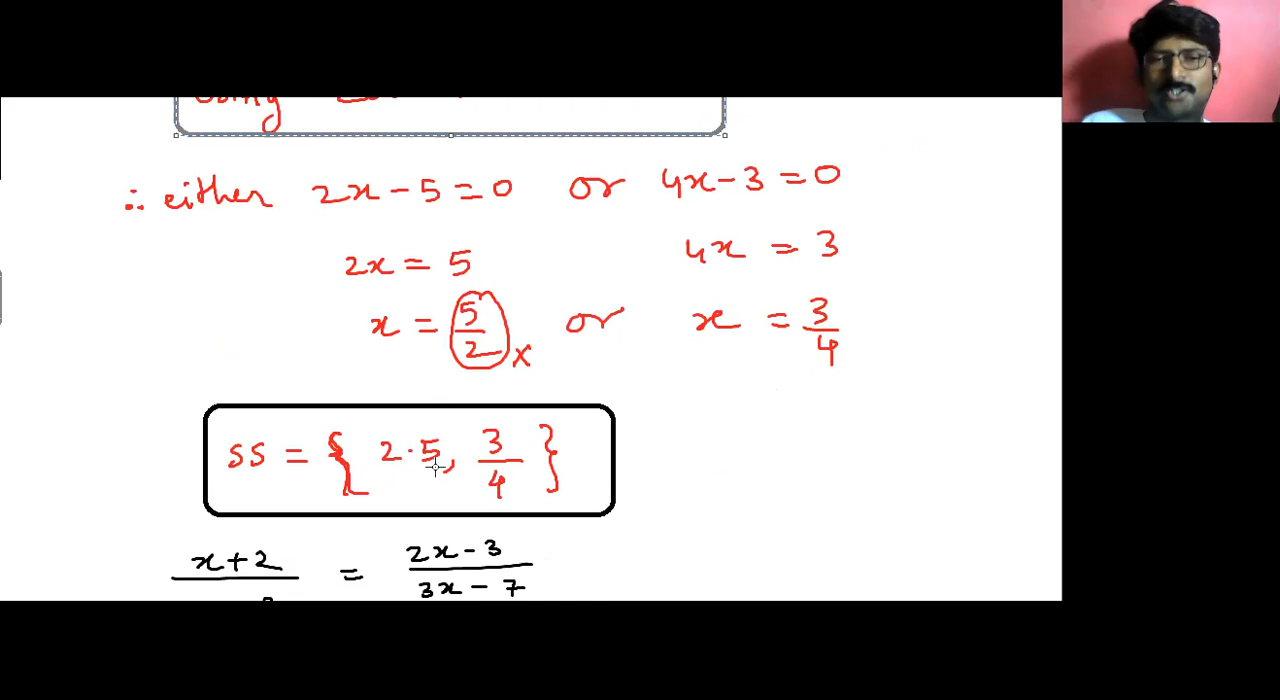 using
∴ either 2x - 5 = 0 or 4x - 3 = 0
2x = 5 4x = 3
x = 5/2 x or x = 3/4
SS = { 2.5, 3/4 }
x+2 = 2x - 3 / 3x - 7